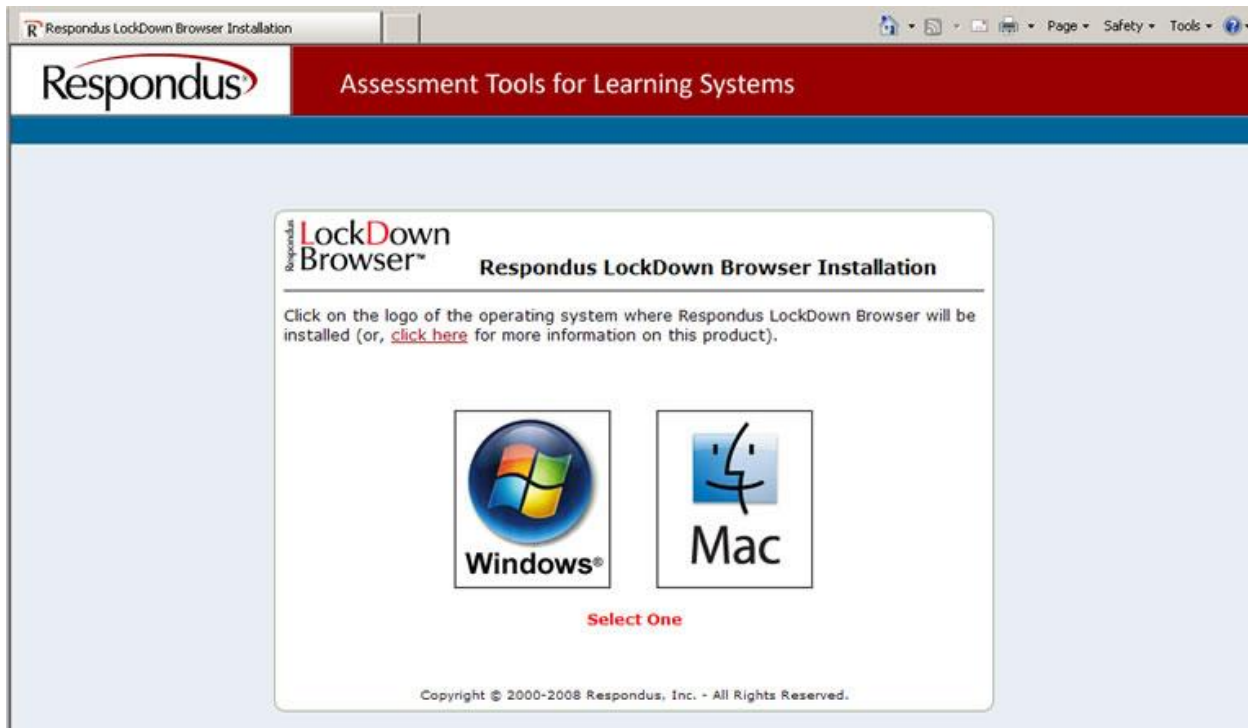 Respondus LockDown Browser Installation
Page Safety Tools
Respondus
Assessment Tools for Learning Systems
Respondus LockDown Browser™
Respondus LockDown Browser Installation
Click on the logo of the operating system where Respondus LockDown Browser will be
installed (or, click here for more information on this product).
Windows®
Mac
Select One
Copyright © 2000-2008 Respondus, Inc. - All Rights Reserved.